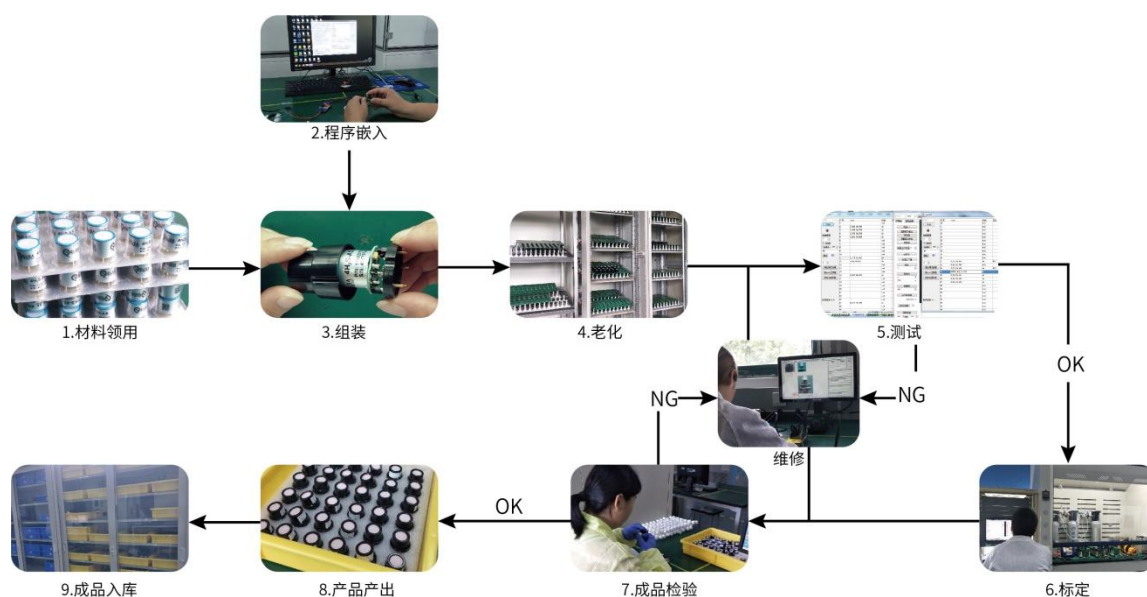 2.程序嵌入
1.材料领用
3.组装
4.老化
5.测试
OK
NG
NG
维修
OK
9.成品入库
8.产品产出
7.成品检验
6.标定